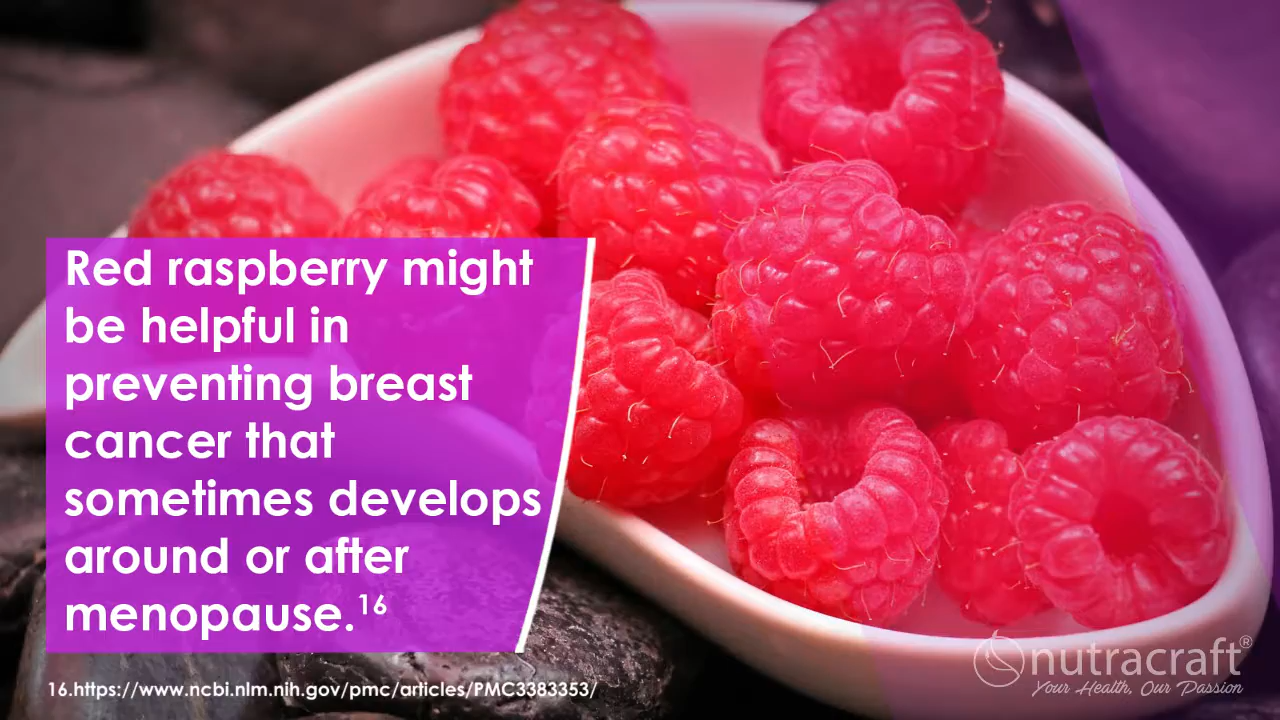 Red raspberry might
be helpful in
preventing breast
cancer that
sometimes develops
around or after
menopause.16
16.https://www.ncbi.nlm.nih.gov/pmc/articles/PMC3383353/
nutracraft®
Your Health, Our Passion